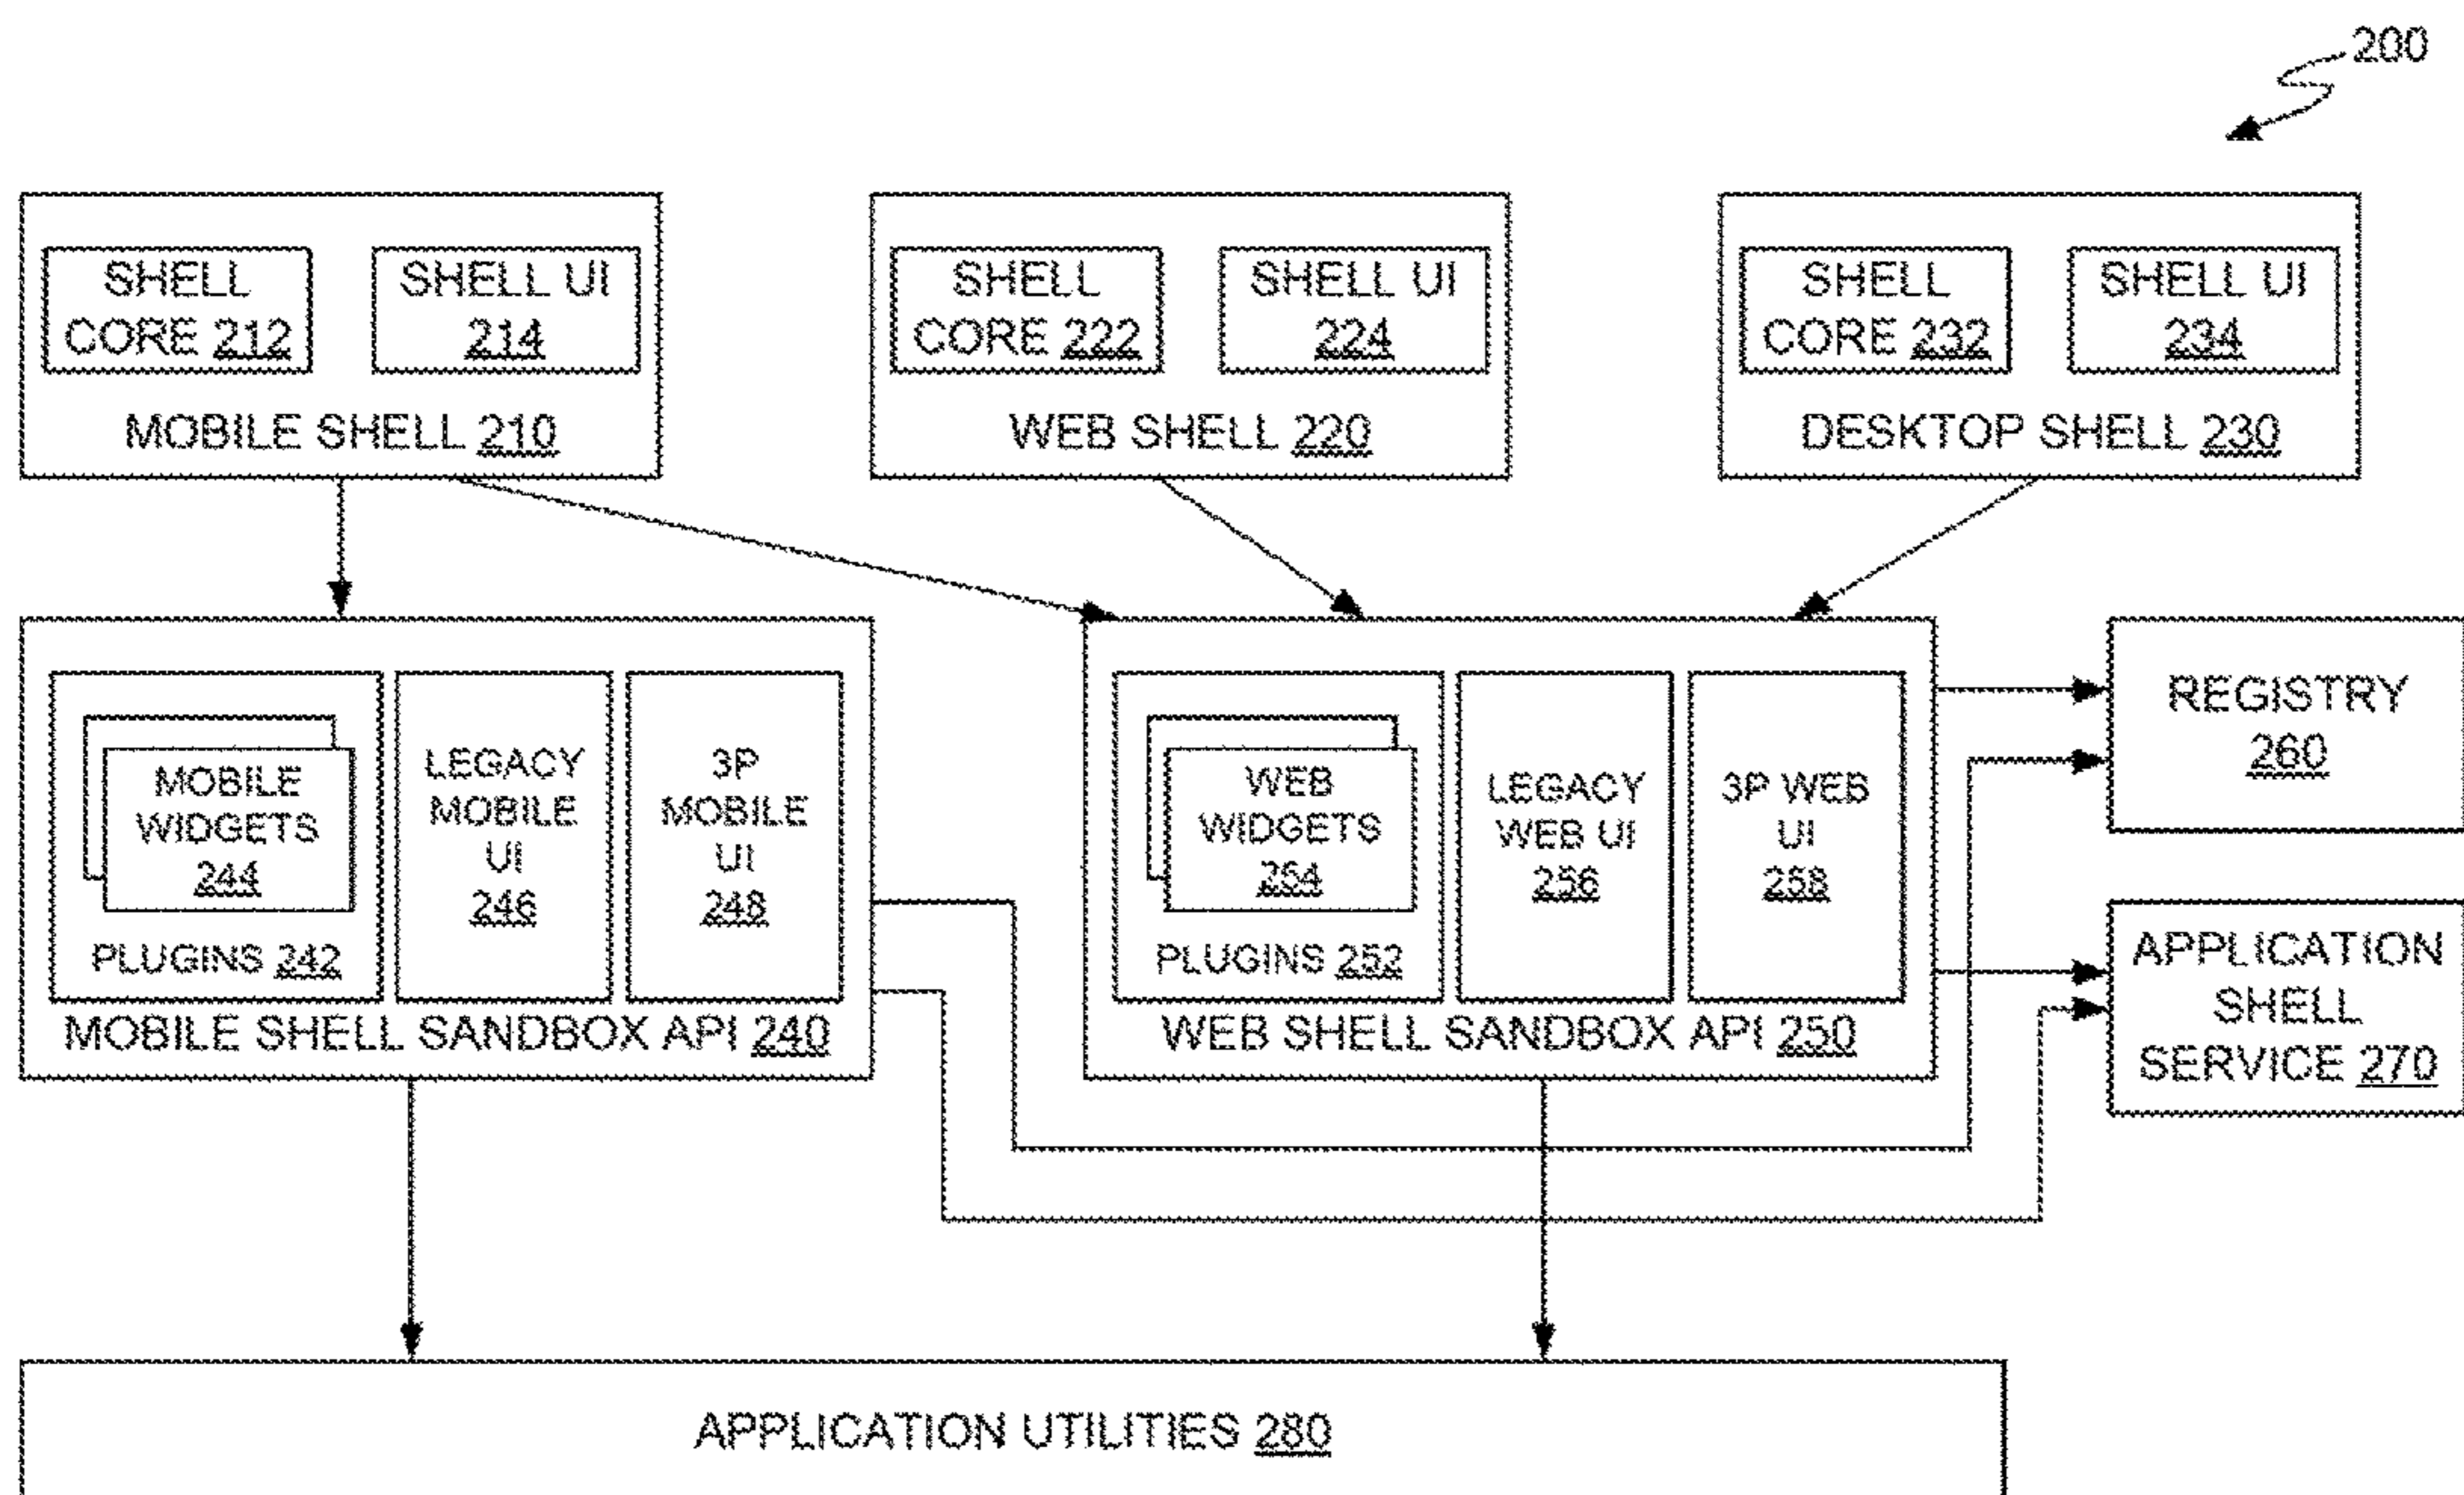 200
SHELL
CORE 212
SHELL UI
214
MOBILE SHELL 210
SHELL
CORE 222
SHELL UI
224
WEB SHELL 220
SHELL
CORE 232
SHELL UI
234
DESKTOP SHELL 230
MOBILE
WIDGETS
244
PLUGINS 242
LEGACY
MOBILE
UI
246
3P
MOBILE
UI
248
MOBILE SHELL SANDBOX API 240
WEB
WIDGETS
254
PLUGINS 252
LEGACY
WEB UI
256
3P WEB
UI
258
WEB SHELL SANDBOX API 250
REGISTRY
260
APPLICATION
SHELL
SERVICE 270
APPLICATION UTILITIES 280